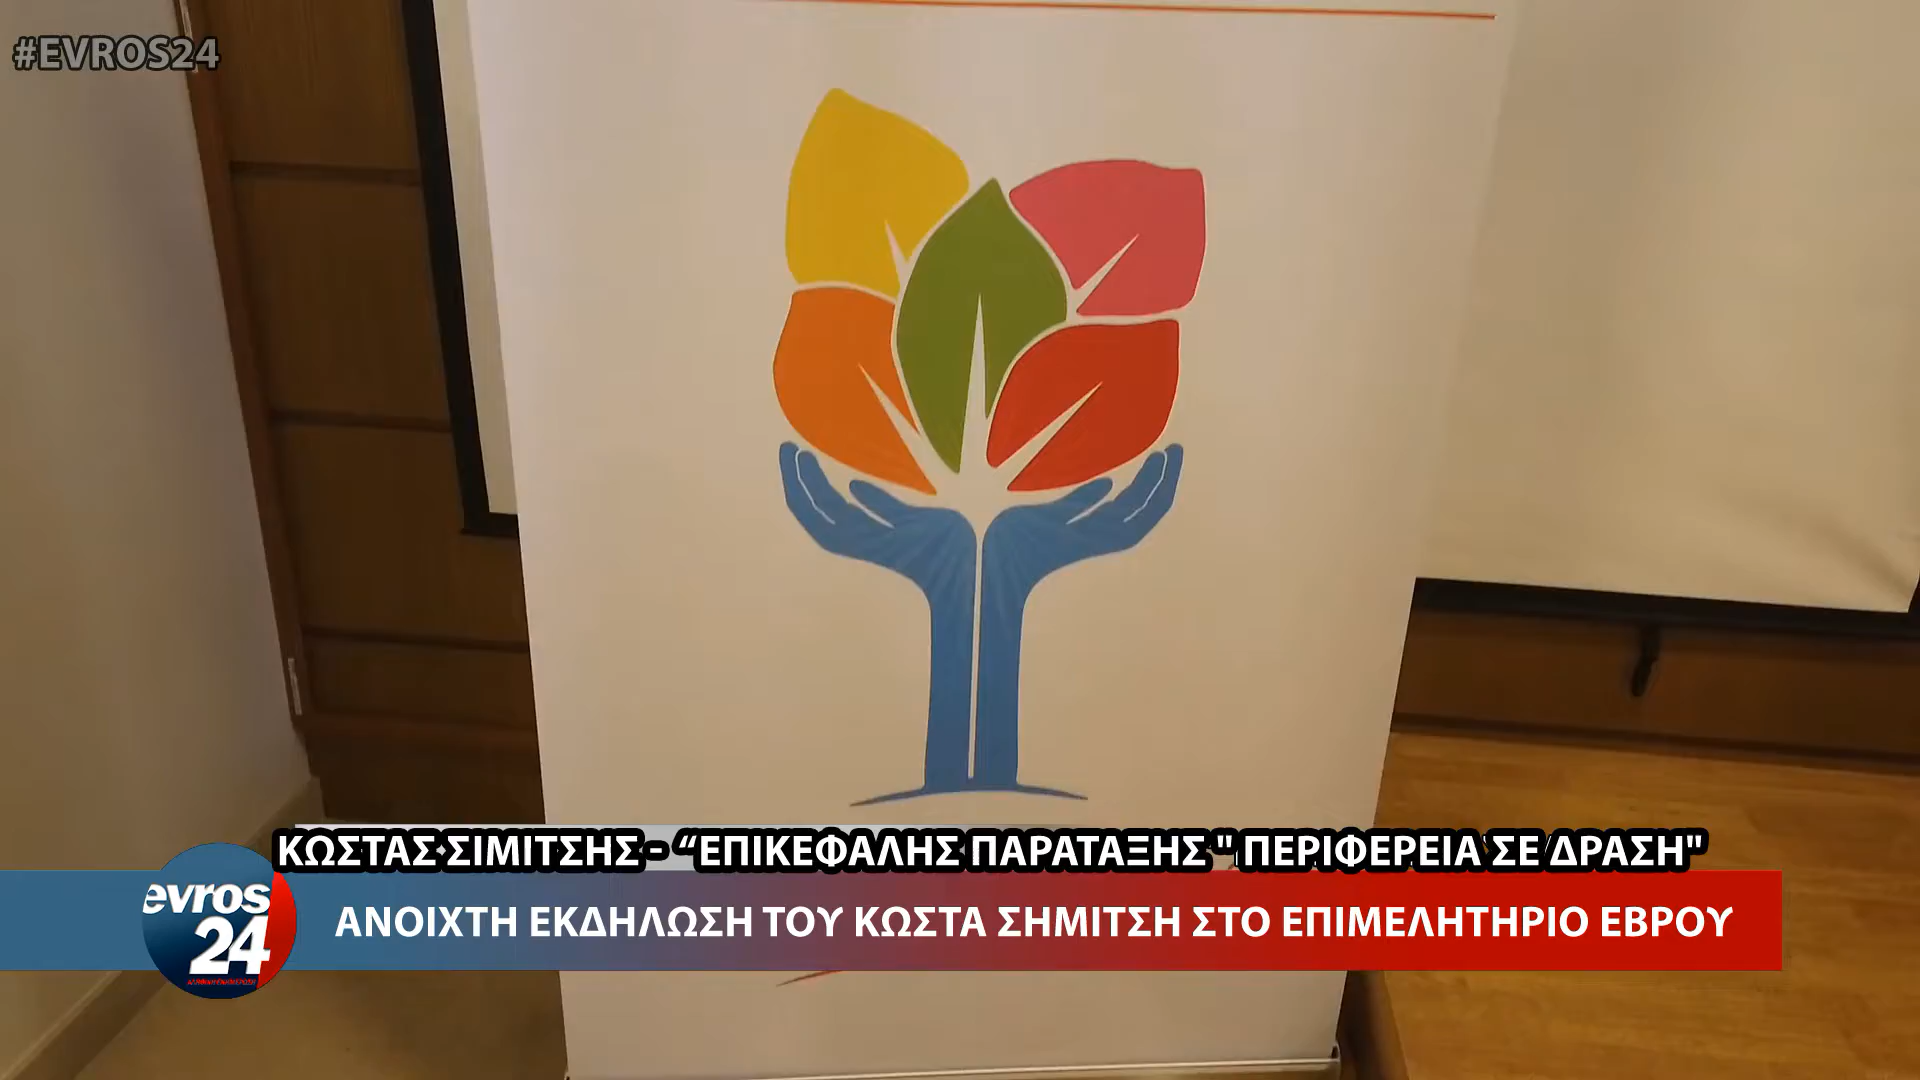 #EVROS24
ΚΩΣΤΑΣ ΣΙΜΙΤΣΗΣ - “ΕΠΙΚΕΦΑΛΗΣ ΠΑΡΑΤΑΞΗΣ " ΠΕΡΙΦΕΡΕΙΑ ΣΕ ΔΡΑΣΗ"
ΑΝΟΙΧΤΗ ΕΚΔΗΛΩΣΗ ΤΟΥ ΚΩΣΤΑ ΣΗΜΙΤΣΗ ΣΤΟ ΕΠΙΜΕΛΗΤΗΡΙΟ ΕΒΡΟΥ
evros
24